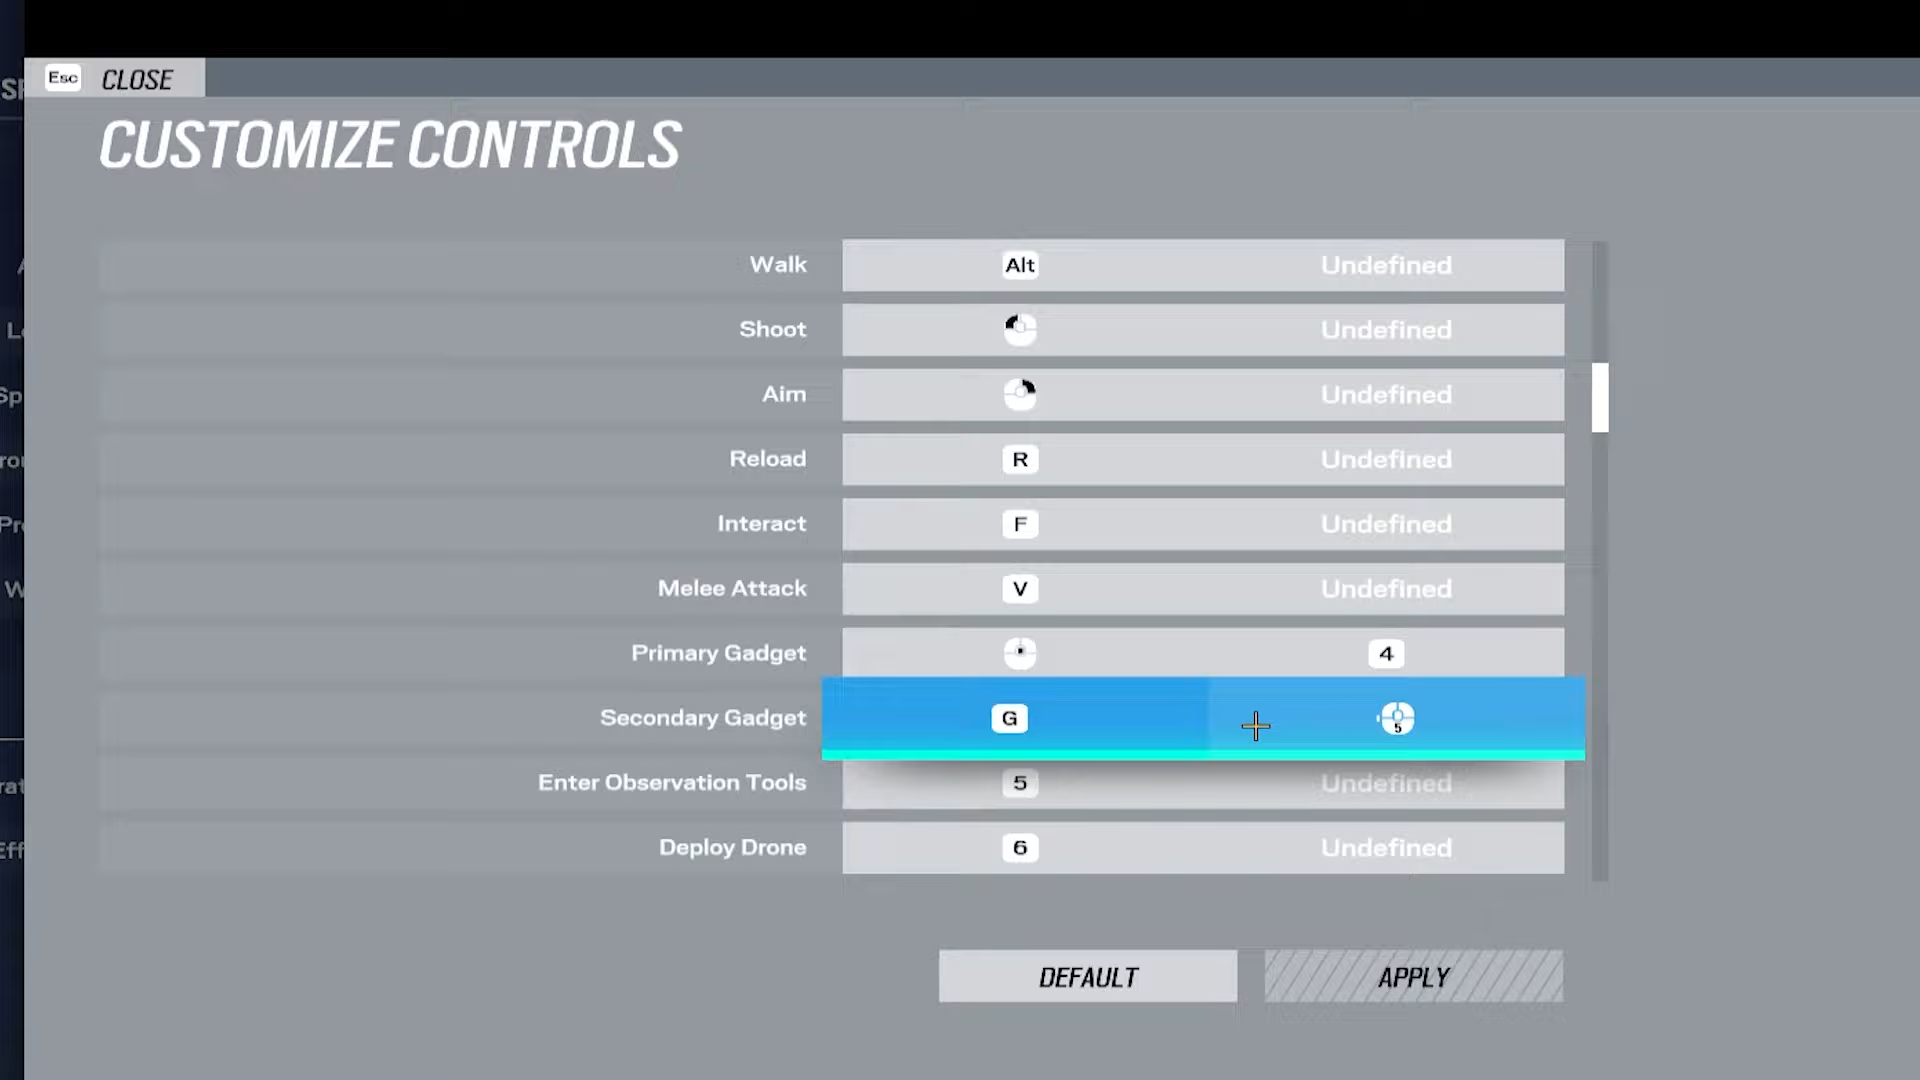 Esc CLOSE
CUSTOMIZE CONTROLS
Walk Alt Undefined
Shoot Undefined
Aim Undefined
Reload R Undefined
Interact F Undefined
Melee Attack V Undefined
Primary Gadget 4
Secondary Gadget G 5
Enter Observation Tools 5 Undefined
Deploy Drone 6 Undefined
DEFAULT APPLY